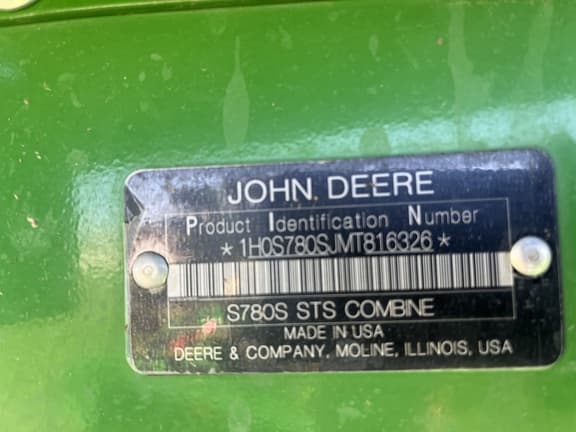 JOHN DEERE
Product Identification Number
*1H0S780SJMT816326*
S780S STS COMBINE
MADE IN USA
DEERE & COMPANY, MOLINE, ILLINOIS, USA